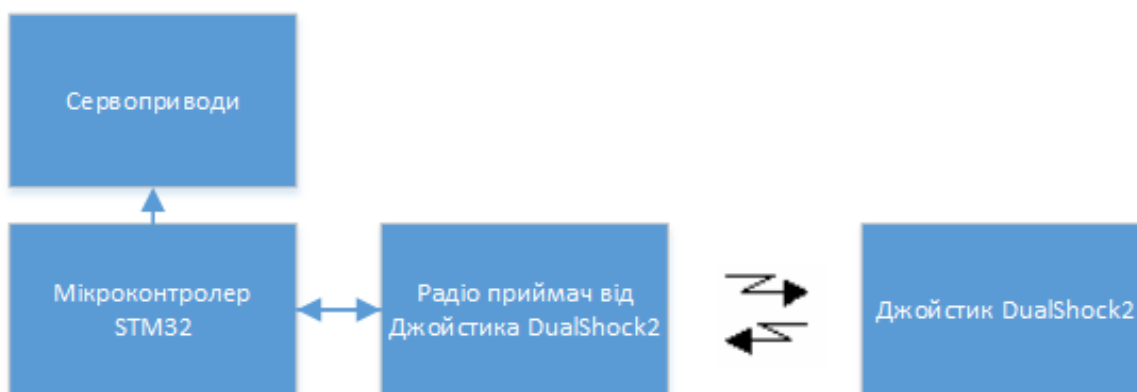 Сервоприводи
Мікроконтролер
STM32
Радіо приймач від
Джойстика DualShock2
Джойстик DualShock2